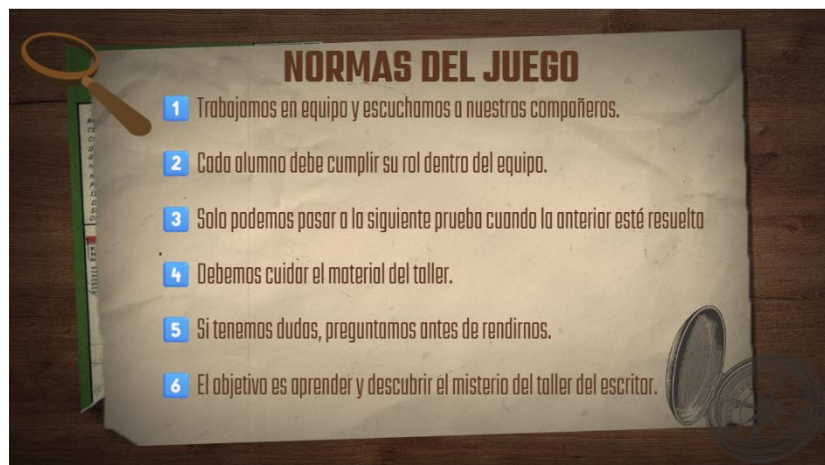 NORMAS DEL JUEGO
1 Trabajamos en equipo y escuchamos a nuestros compañeros.
2 Cada alumno debe cumplir su rol dentro del equipo.
3 Solo podemos pasar a la siguiente prueba cuando la anterior esté resuelta
.
4 Debemos cuidar el material del taller.
5 Si tenemos dudas, preguntamos antes de rendirnos.
6 El objetivo es aprender y descubrir el misterio del taller del escritor.